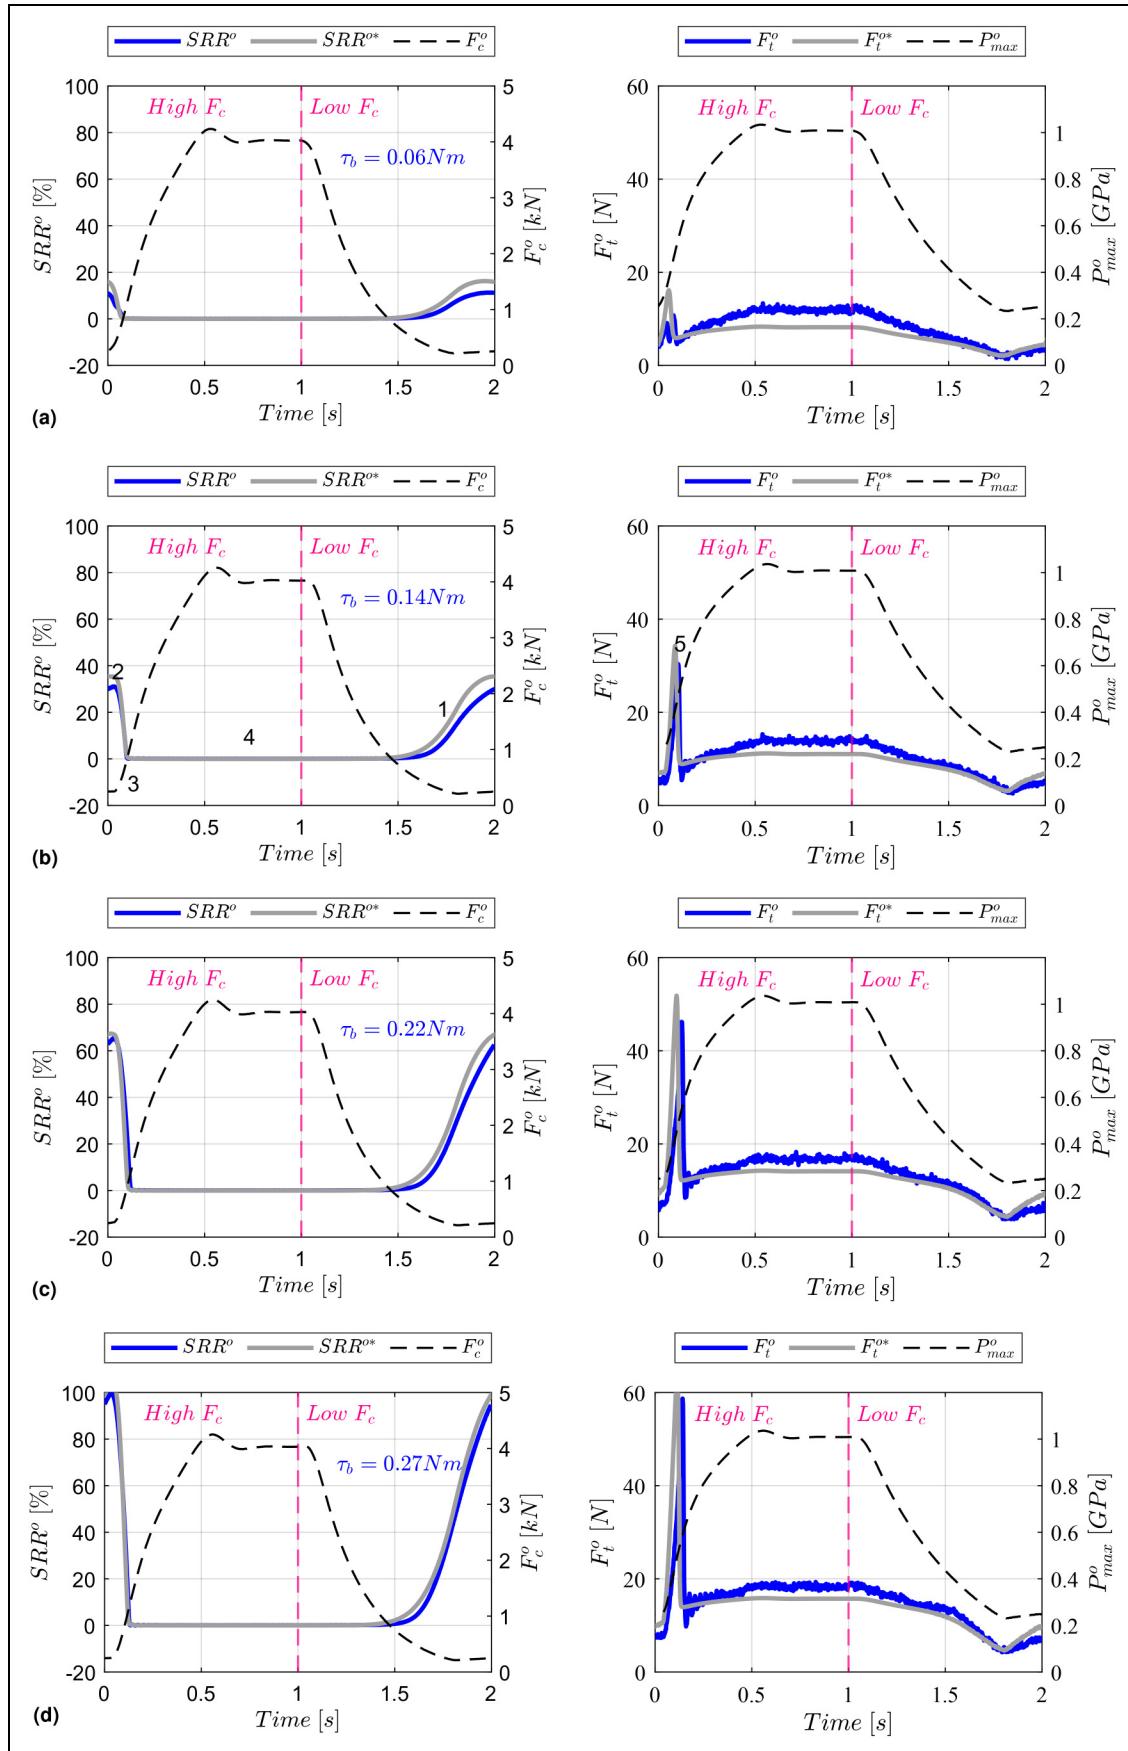 SRR^o SRR^o* F_c^o
F_t^o F_t^o* P_max^o
High F_c Low F_c
τ_b = 0.06Nm
100 80 60 40 20 0 -20
SRR^o [%]
5 4 3 2 1 0
F_c^o [kN]
0 0.5 1 1.5 2
Time [s]
High F_c Low F_c
60 40 20 0
F_t^o [N]
1 0.8 0.6 0.4 0.2 0
P_max^o [GPa]
0 0.5 1 1.5 2
Time [s]
(a)
SRR^o SRR^o* F_c^o
F_t^o F_t^o* P_max^o
High F_c Low F_c
τ_b = 0.14Nm
2 1 4 3
100 80 60 40 20 0 -20
SRR^o [%]
5 4 3 2 1 0
F_c^o [kN]
0 0.5 1 1.5 2
Time [s]
High F_c Low F_c
5
60 40 20 0
F_t^o [N]
1 0.8 0.6 0.4 0.2 0
P_max^o [GPa]
0 0.5 1 1.5 2
Time [s]
(b)
SRR^o SRR^o* F_c^o
F_t^o F_t^o* P_max^o
High F_c Low F_c
τ_b = 0.22Nm
100 80 60 40 20 0 -20
SRR^o [%]
5 4 3 2 1 0
F_c^o [kN]
0 0.5 1 1.5 2
Time [s]
High F_c Low F_c
60 40 20 0
F_t^o [N]
1 0.8 0.6 0.4 0.2 0
P_max^o [GPa]
0 0.5 1 1.5 2
Time [s]
(c)
SRR^o SRR^o* F_c^o
F_t^o F_t^o* P_max^o
High F_c Low F_c
τ_b = 0.27Nm
100 80 60 40 20 0 -20
SRR^o [%]
5 4 3 2 1 0
F_c^o [kN]
0 0.5 1 1.5 2
Time [s]
High F_c Low F_c
60 40 20 0
F_t^o [N]
1 0.8 0.6 0.4 0.2 0
P_max^o [GPa]
0 0.5 1 1.5 2
Time [s]
(d)